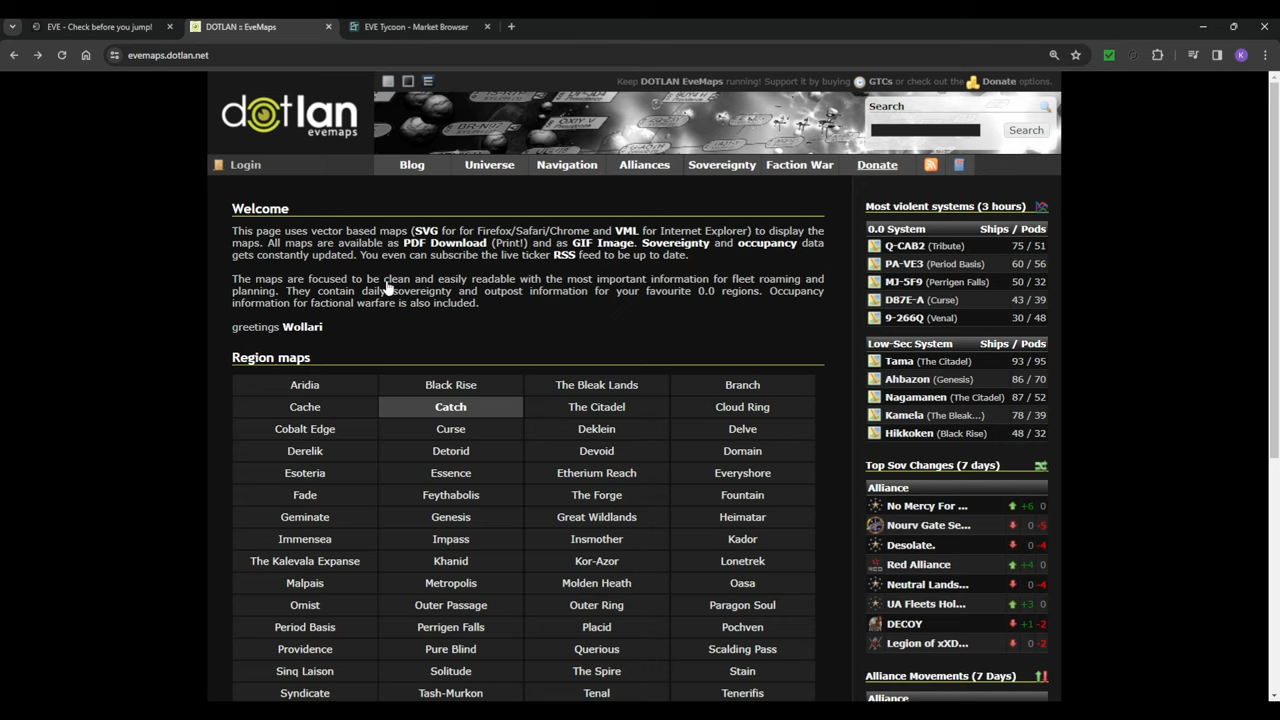 EVE - Check before you jump!
DOTLAN :: EveMaps
EVE Tycoon - Market Browser
evemaps.dotlan.net
K
Keep DOTLAN EveMaps running! Support it by buying GTCs or check out the Donate options.
dotlan
evemaps
Search
Search
Login
Blog
Universe
Navigation
Alliances
Sovereignty
Faction War
Donate
Welcome
This page uses vector based maps (SVG for for Firefox/Safari/Chrome and VML for Internet Explorer) to display the
maps. All maps are available as PDF Download (Print!) and as GIF Image. Sovereignty and occupancy data
gets constantly updated. You even can subscribe the live ticker RSS feed to be up to date.
The maps are focused to be clean and easily readable with the most important information for fleet roaming and
planning. They contain daily sovereignty and outpost information for your favourite 0.0 regions. Occupancy
information for factional warfare is also included.
greetings Wollari
Region maps
Aridia Black Rise The Bleak Lands Branch
Cache Catch The Citadel Cloud Ring
Cobalt Edge Curse Deklein Delve
Derelik Detorid Devoid Domain
Esoteria Essence Etherium Reach Everyshore
Fade Feythabolis The Forge Fountain
Geminate Genesis Great Wildlands Heimatar
Immensea Impass Insmother Kador
The Kalevala Expanse Khanid Kor-Azor Lonetrek
Malpais Metropolis Molden Heath Oasa
Omist Outer Passage Outer Ring Paragon Soul
Period Basis Perrigen Falls Placid Pochven
Providence Pure Blind Querious Scalding Pass
Sinq Laison Solitude The Spire Stain
Syndicate Tash-Murkon Tenal Tenerifis
Most violent systems (3 hours)
0.0 System Ships / Pods
Q-CAB2 (Tribute) 75 / 51
PA-VE3 (Period Basis) 60 / 56
MJ-5F9 (Perrigen Falls) 50 / 32
D87E-A (Curse) 43 / 39
9-266Q (Venal) 30 / 48
Low-Sec System Ships / Pods
Tama (The Citadel) 93 / 95
Ahbazon (Genesis) 86 / 70
Nagamanen (The Citadel) 87 / 52
Kamela (The Bleak...) 78 / 39
Hikkoken (Black Rise) 48 / 32
Top Sov Changes (7 days)
Alliance
No Mercy For ... +6 0
Nourv Gate Se... 0 -5
Desolate. 0 -4
Red Alliance +4 0
Neutral Lands... 0 -4
UA Fleets Hol... +3 0
DECOY +1 -2
Legion of xXD... 0 -2
Alliance Movements (7 Days)
Alliance